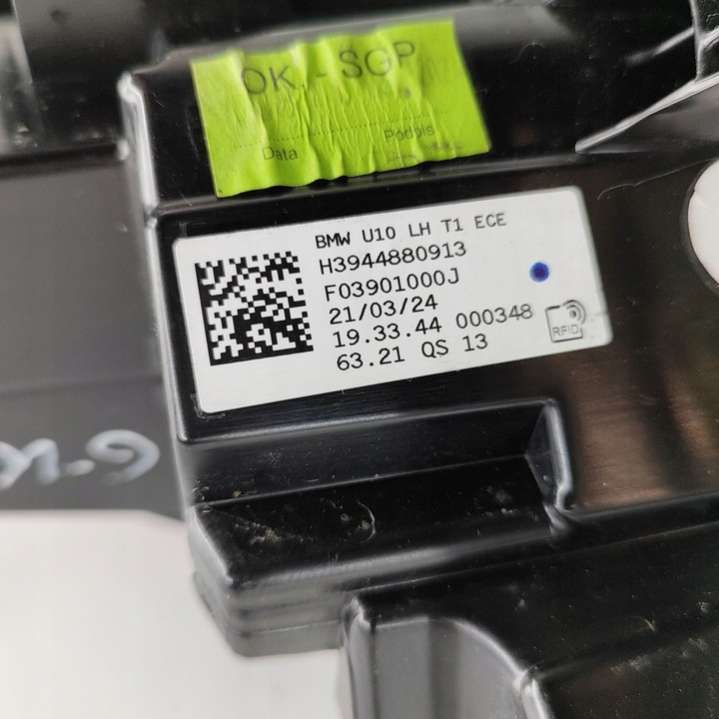 OK. - SGP
Data Podpis
BMW U10 LH T1 ECE
H3944880913
F03901000J
21/03/24
19.33.44 000348
63.21 QS 13
RFID